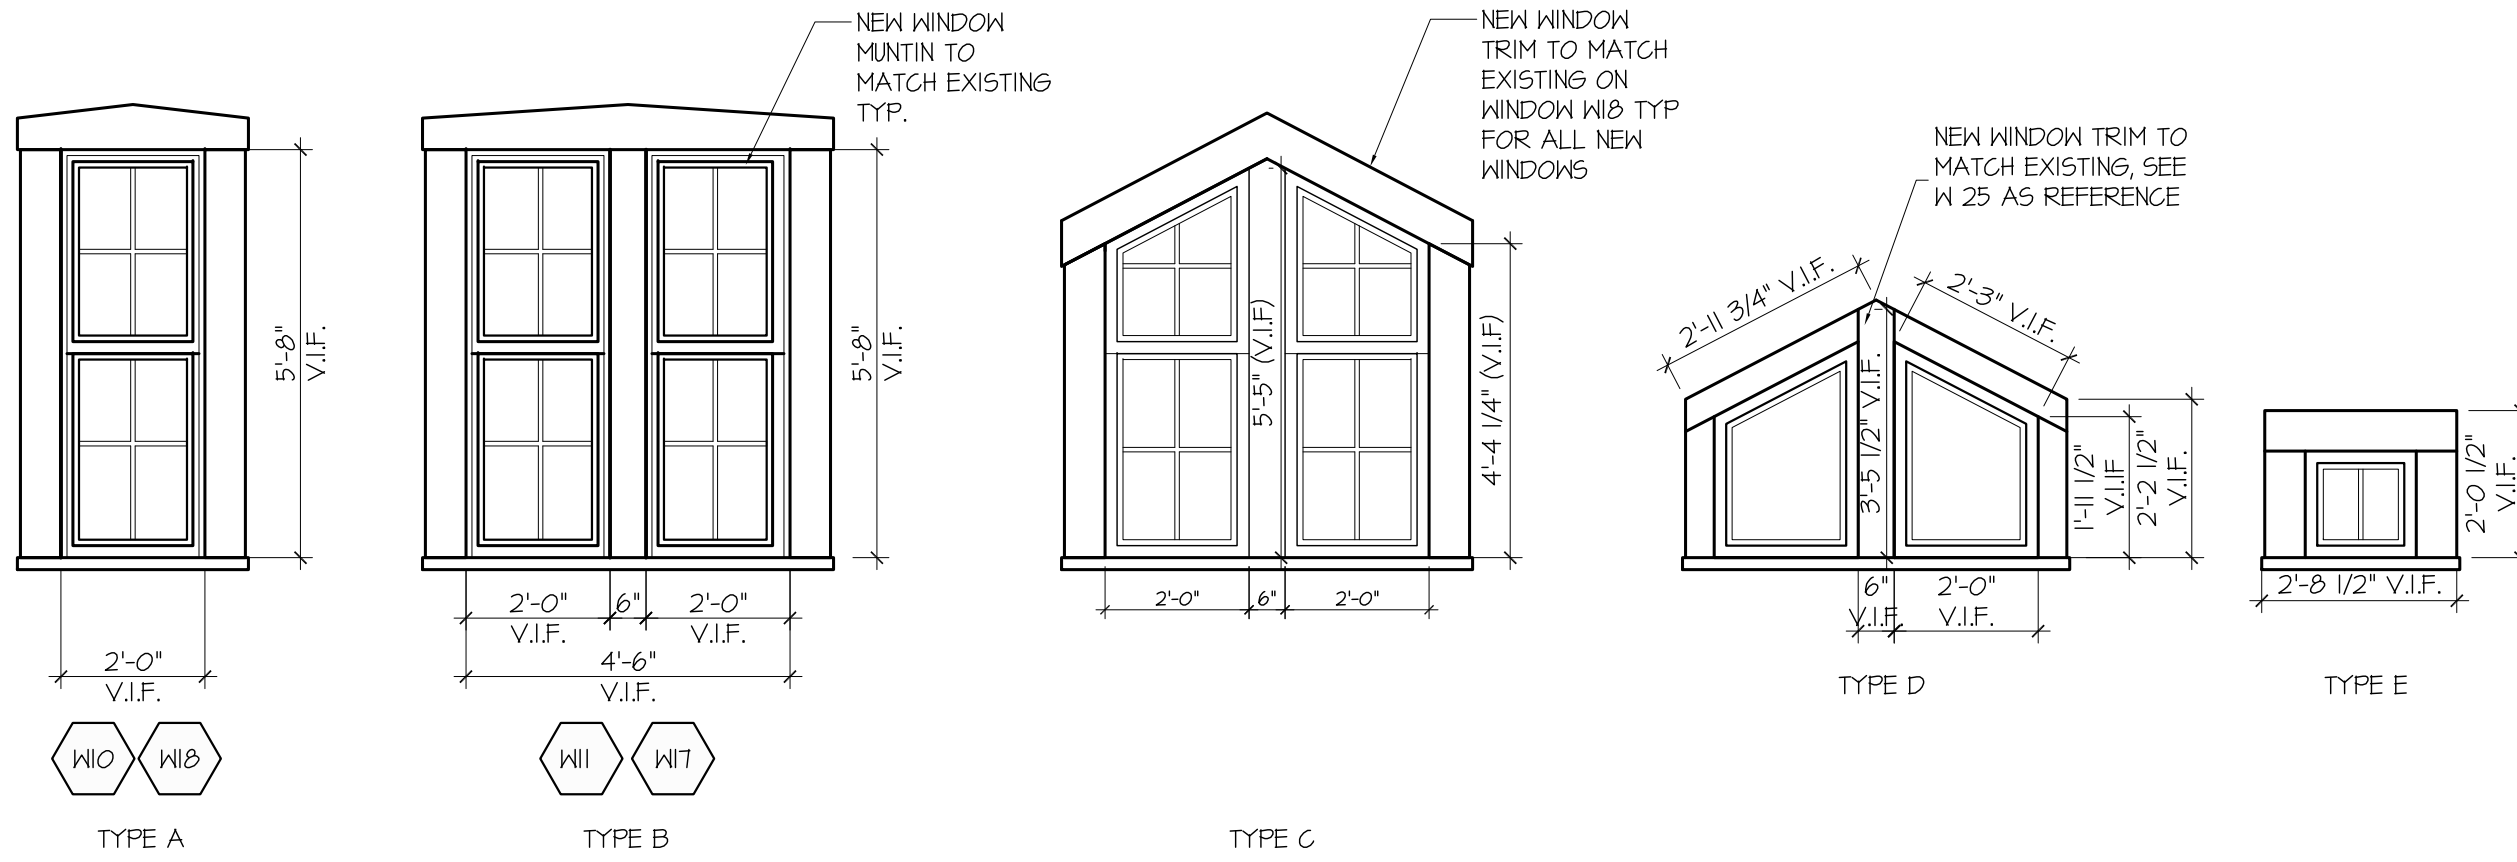 NEW WINDOW
MUNTIN TO
MATCH EXISTING
TYP.
5'-8"
V.I.F.
2'-0"
V.I.F.
W10
W18
TYPE A
5'-8"
V.I.F.
2'-0"
V.I.F.
6"
2'-0"
V.I.F.
4'-6"
V.I.F.
W11
W17
TYPE B
NEW WINDOW
TRIM TO MATCH
EXISTING ON
WINDOW W18 TYP
FOR ALL NEW
WINDOWS
5'-5" (V.I.F)
4'-4 1/4" (V.I.F)
2'-0"
6"
2'-0"
TYPE C
NEW WINDOW TRIM TO
MATCH EXISTING, SEE
W 25 AS REFERENCE
2'-11 3/4" V.I.F.
2'-3" V.I.F.
3'-5 1/2" V.I.F.
1'-11 1/2"
V.I.F
2'-2 1/2"
V.I.F.
6"
V.I.F.
2'-0"
V.I.F.
TYPE D
2'-0 1/2"
V.I.F.
2'-8 1/2" V.I.F.
TYPE E